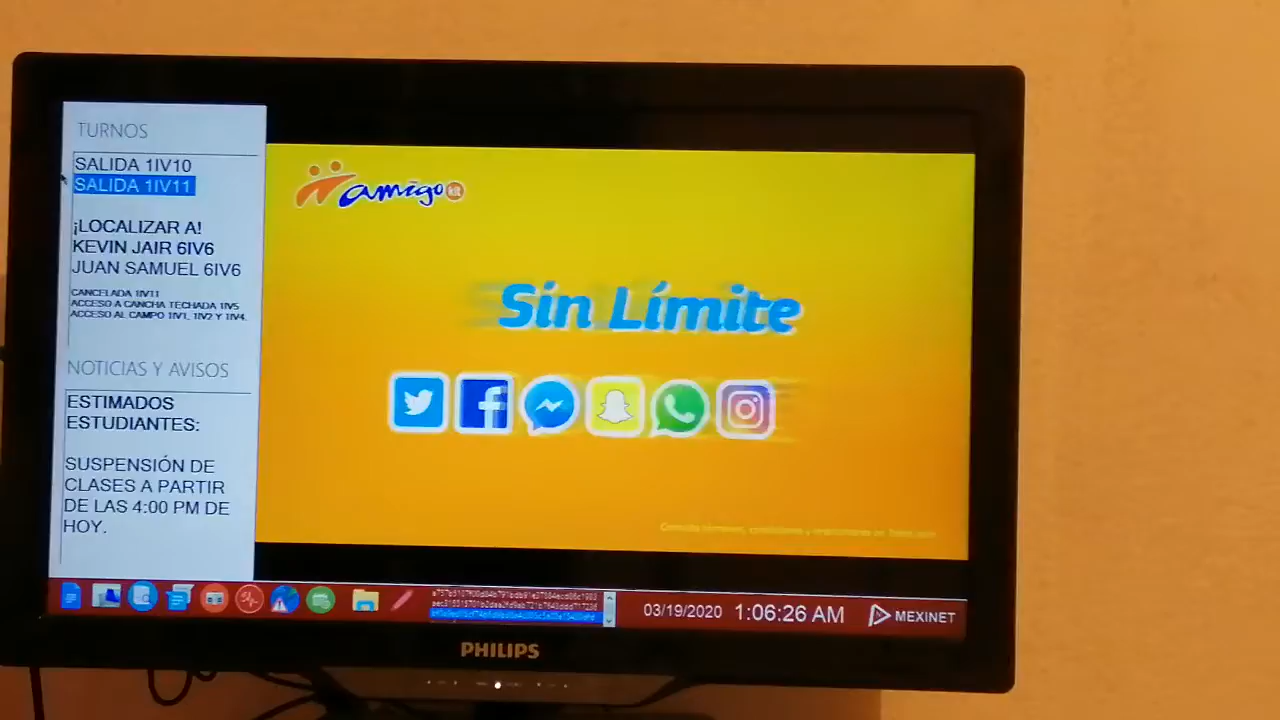 TURNOS
SALIDA 1IV10
SALIDA 1IV11
¡LOCALIZAR A!
KEVIN JAIR 6IV6
JUAN SAMUEL 6IV6
CANCELADA 1IV11
ACCESO A CANCHA TECHADA 1IV5
ACCESO AL CAMPO 1IV1, 1IV2 Y 1IV4.
NOTICIAS Y AVISOS
ESTIMADOS
ESTUDIANTES:
SUSPENSIÓN DE
CLASES A PARTIR
DE LAS 4:00 PM DE
HOY.
amigo kit
Sin Límite
03/19/2020 1:06:26 AM MEXINET
PHILIPS